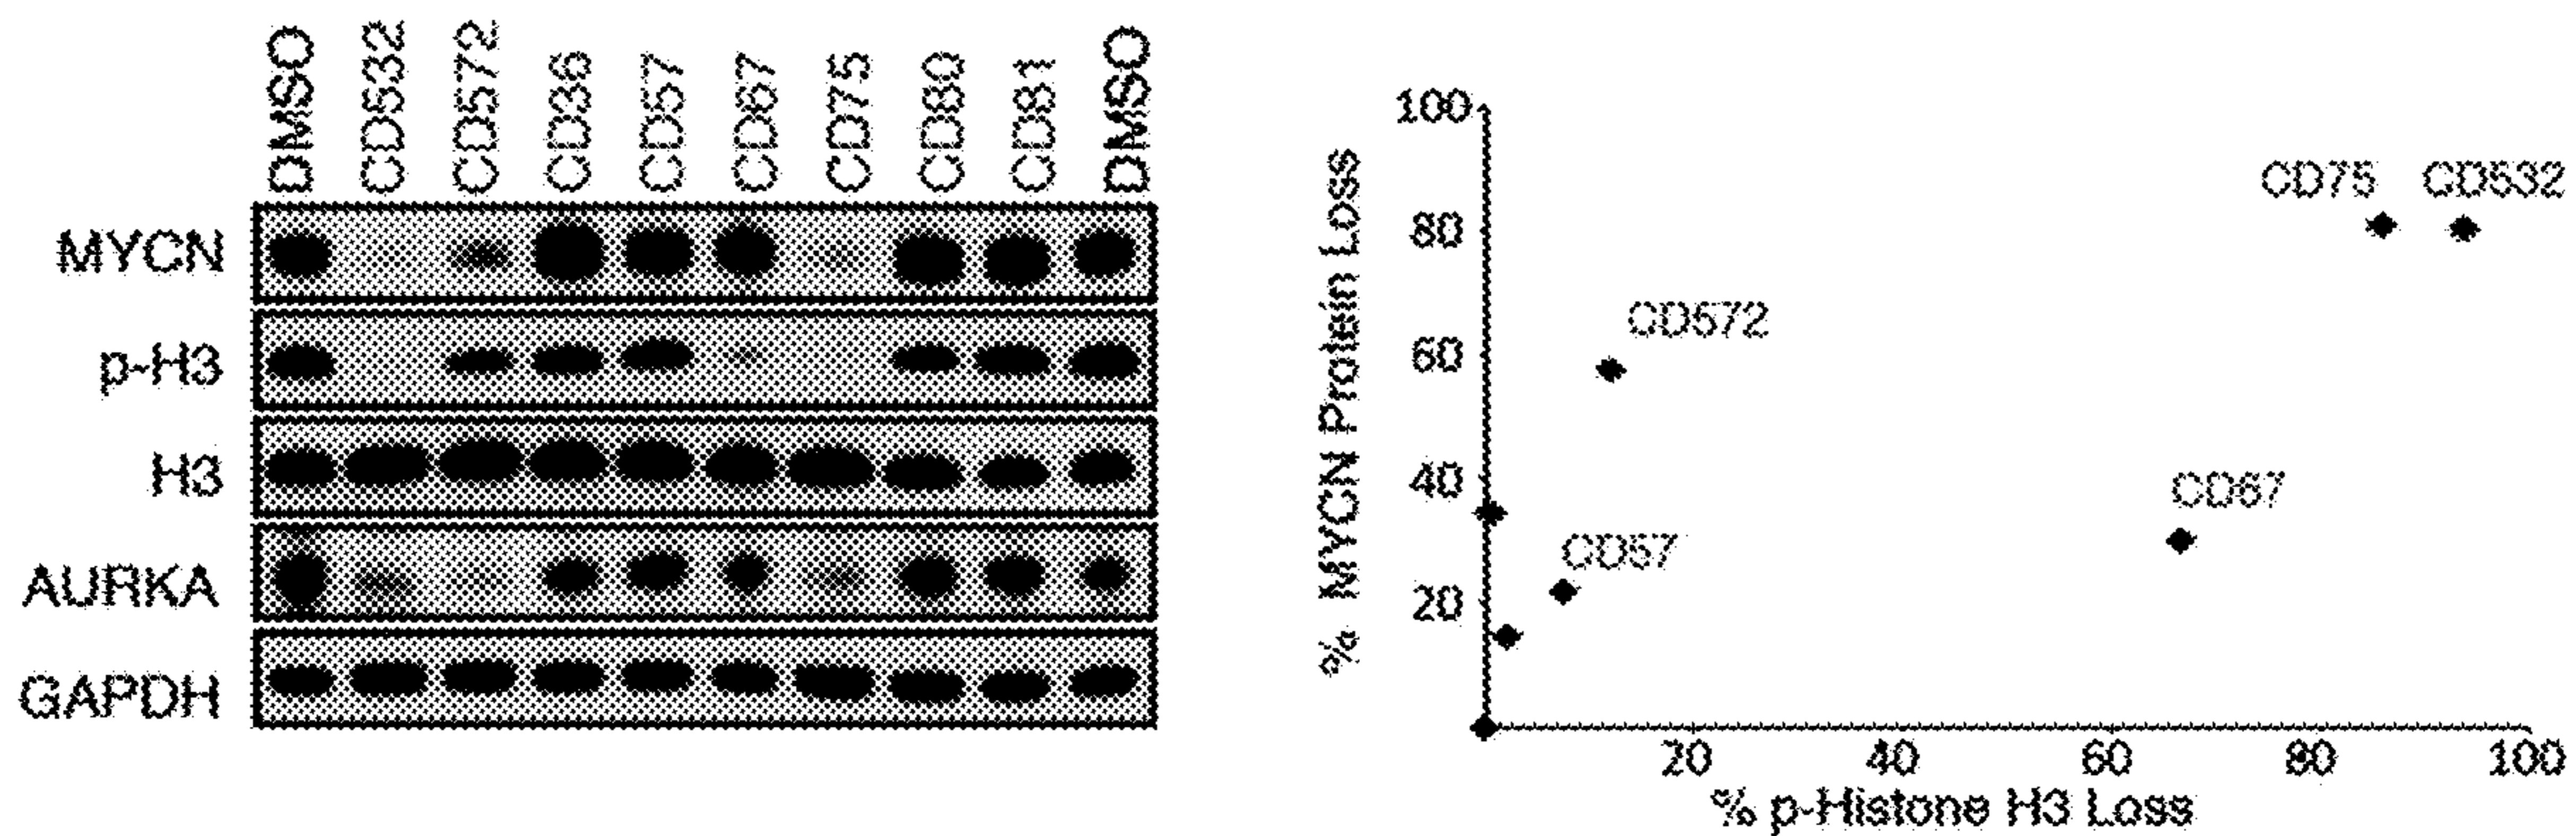 DMSO
CD532
CD572
CD36
CD57
CD67
CD75
CD80
CD81
DMSO
MYCN
p-H3
H3
AURKA
GAPDH
% MYCN Protein Loss
100
80
60
40
20
CD75 CD532
CD572
CD67
CD57
20 40 60 80 100
% p-Histone H3 Loss